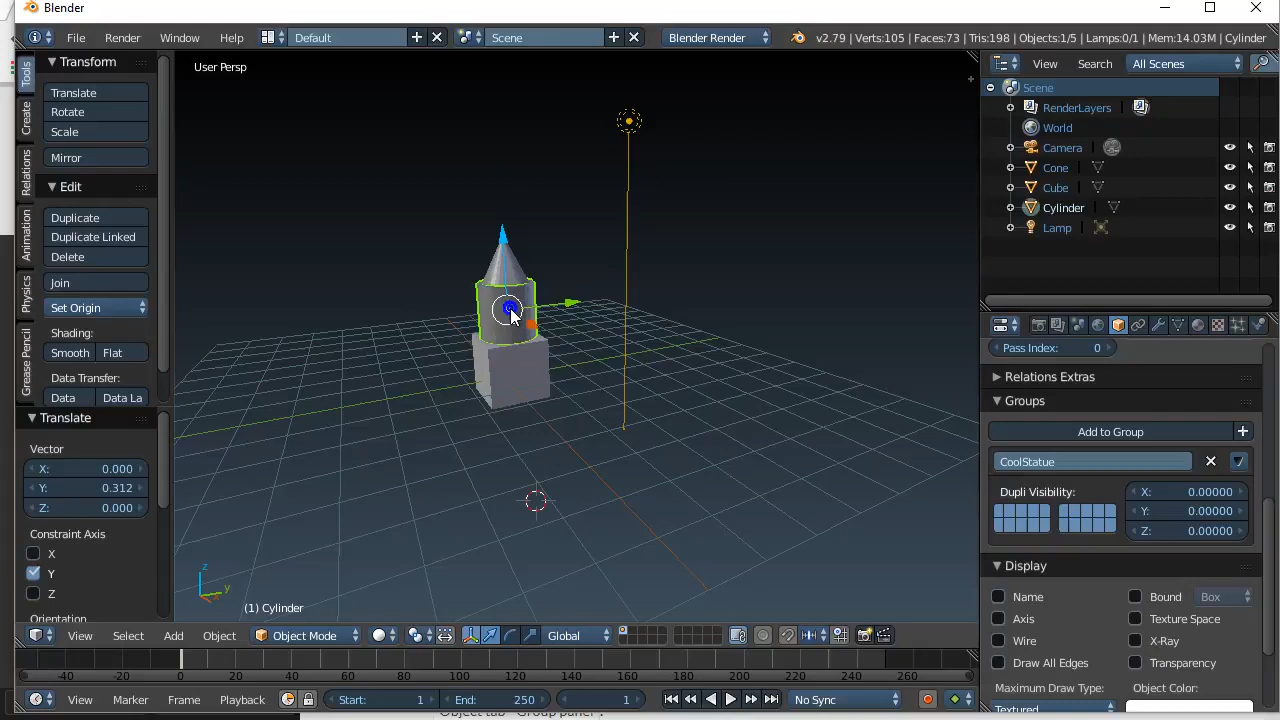 Blender
File Render Window Help Default Scene Blender Render v2.79 | Verts:105 | Faces:73 | Tris:198 | Objects:1/5 | Lamps:0/1 | Mem:14.03M | Cylinder
Tools
Create
Relations
Animation
Physics
Grease Pencil
Transform
Translate
Rotate
Scale
Mirror
Edit
Duplicate
Duplicate Linked
Delete
Join
Set Origin
Shading:
Smooth Flat
Data Transfer:
Data Data La
Translate
Vector
X: 0.000
Y: 0.312
Z: 0.000
Constraint Axis
X
Y
Z
Orientation
User Persp
z
y
x
(1) Cylinder
View Select Add Object Object Mode Global
-40 -20 0 20 40 60 80 100 120 140 160 180 200 220 240 260
View Marker Frame Playback Start: 1 End: 250 1 No Sync
Object tab "Group panel".
View Search All Scenes
Scene
RenderLayers
World
Camera
Cone
Cube
Cylinder
Lamp
Pass Index: 0
Relations Extras
Groups
Add to Group
CoolStatue
Dupli Visibility:
X: 0.00000
Y: 0.00000
Z: 0.00000
Display
Name Bound Box
Axis Texture Space
Wire X-Ray
Draw All Edges Transparency
Maximum Draw Type: Object Color:
Textured